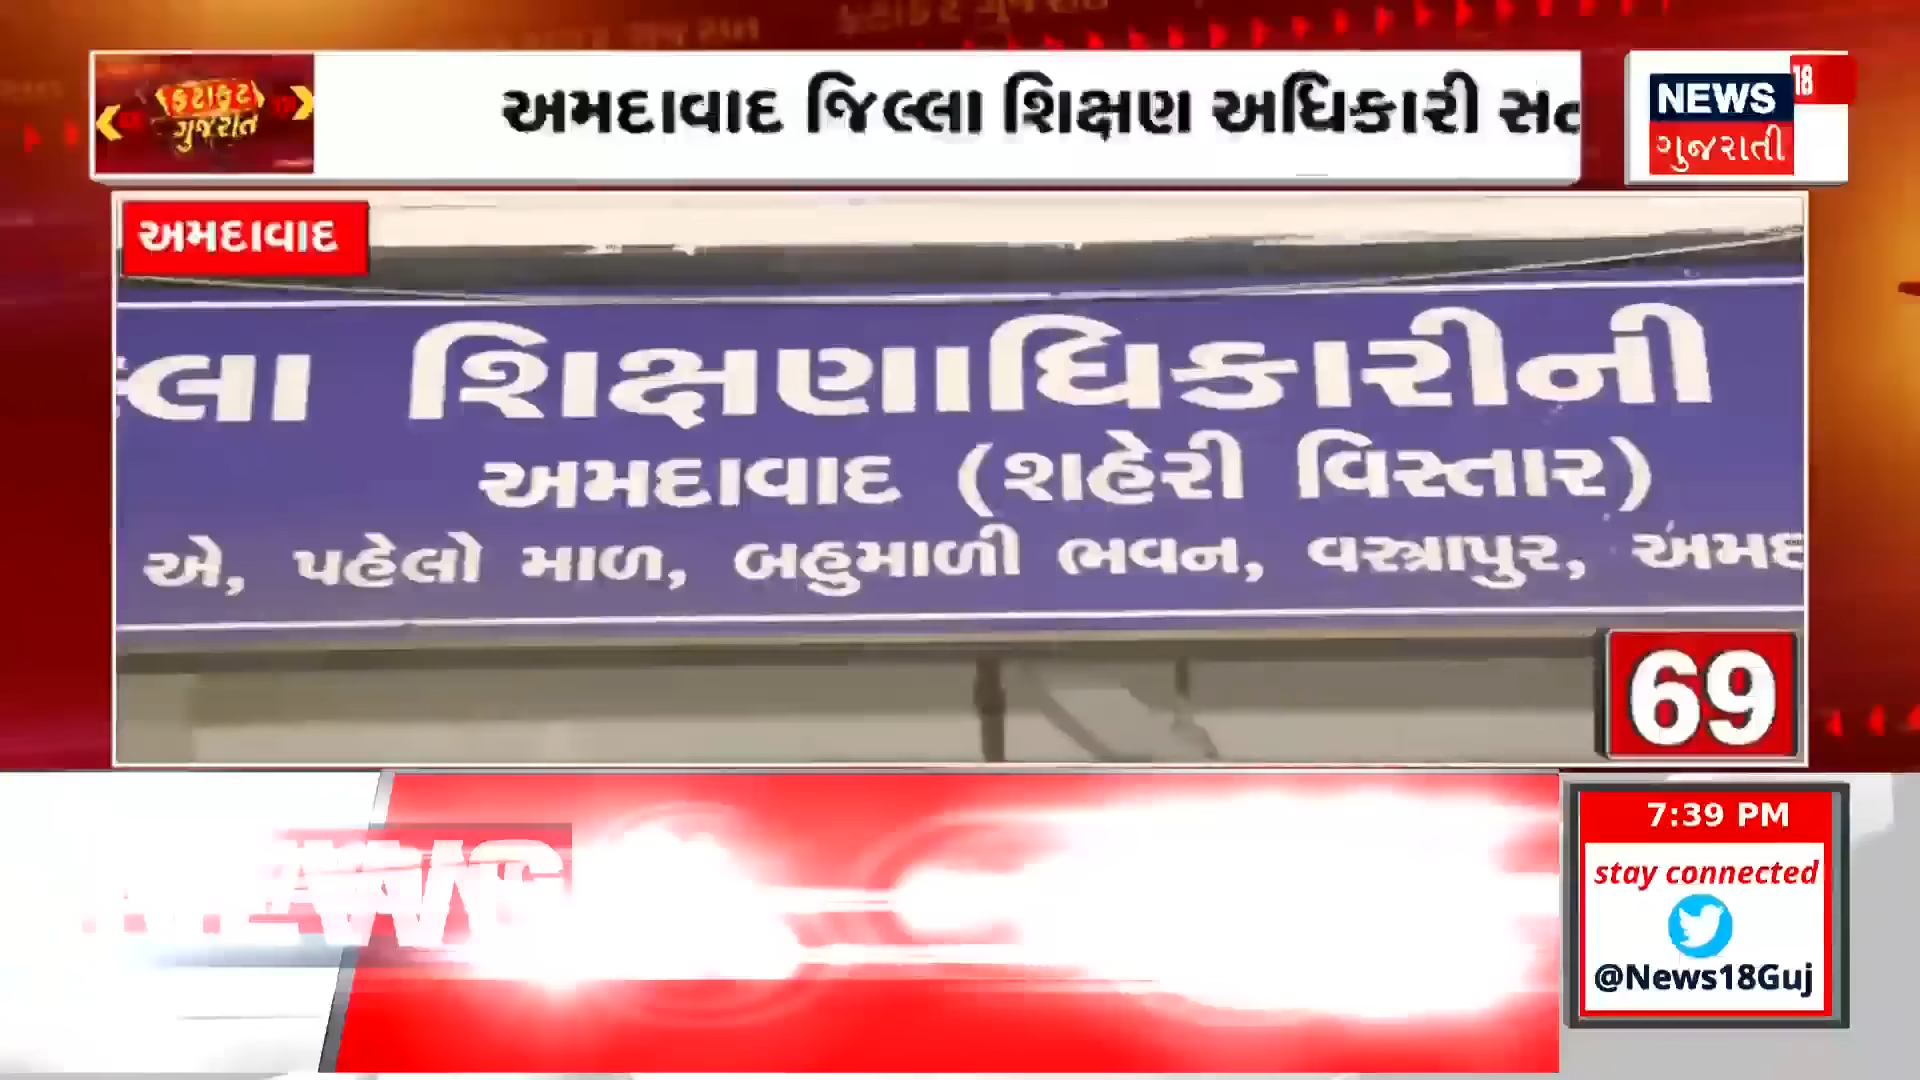 ફટાફટ
ગુજરાત
અમદાવાદ જિલ્લા શિક્ષણ અધિકારી
NEWS
18
ગુજરાતી
અમદાવાદ
શિક્ષણાધિકારીની
અમદાવાદ (શહેરી વિસ્તાર)
એ, પહેલો માળ, બહુમાળી ભવન, વસ્ત્રાપુર,
69
NEWS
7:39 PM
stay connected
@News18Guj